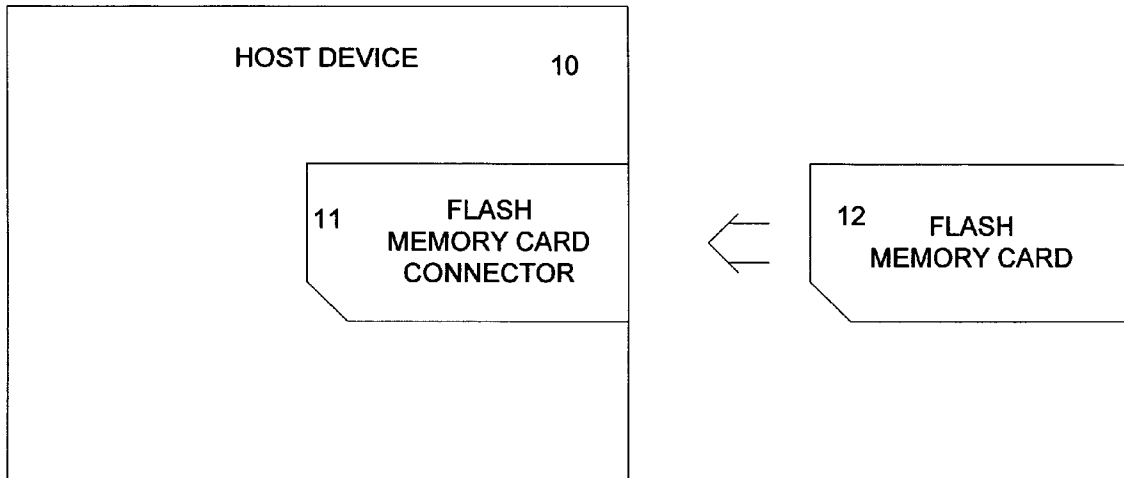 HOST DEVICE 10
11 FLASH
MEMORY CARD
CONNECTOR
12 FLASH
MEMORY CARD